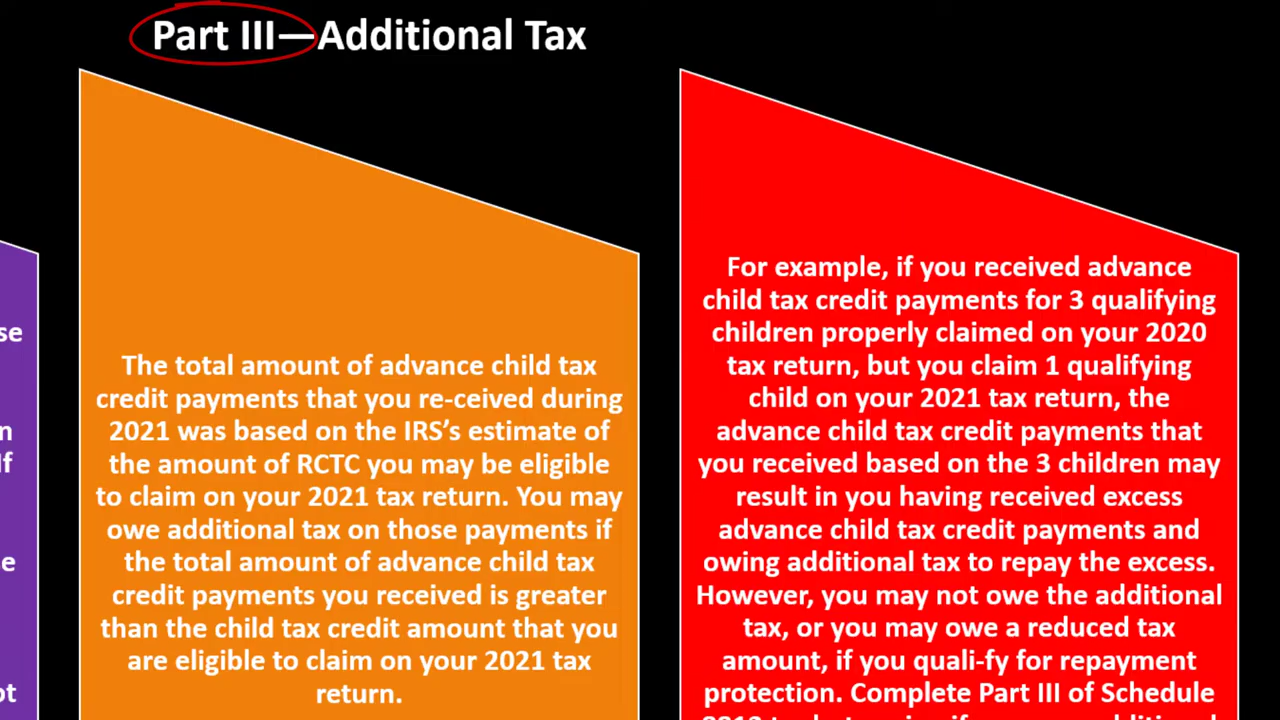 Part III—Additional Tax
se
n
If
e
ot
The total amount of advance child tax
credit payments that you re-ceived during
2021 was based on the IRS’s estimate of
the amount of RCTC you may be eligible
to claim on your 2021 tax return. You may
owe additional tax on those payments if
the total amount of advance child tax
credit payments you received is greater
than the child tax credit amount that you
are eligible to claim on your 2021 tax
return.
For example, if you received advance
child tax credit payments for 3 qualifying
children properly claimed on your 2020
tax return, but you claim 1 qualifying
child on your 2021 tax return, the
advance child tax credit payments that
you received based on the 3 children may
result in you having received excess
advance child tax credit payments and
owing additional tax to repay the excess.
However, you may not owe the additional
tax, or you may owe a reduced tax
amount, if you quali-fy for repayment
protection. Complete Part III of Schedule